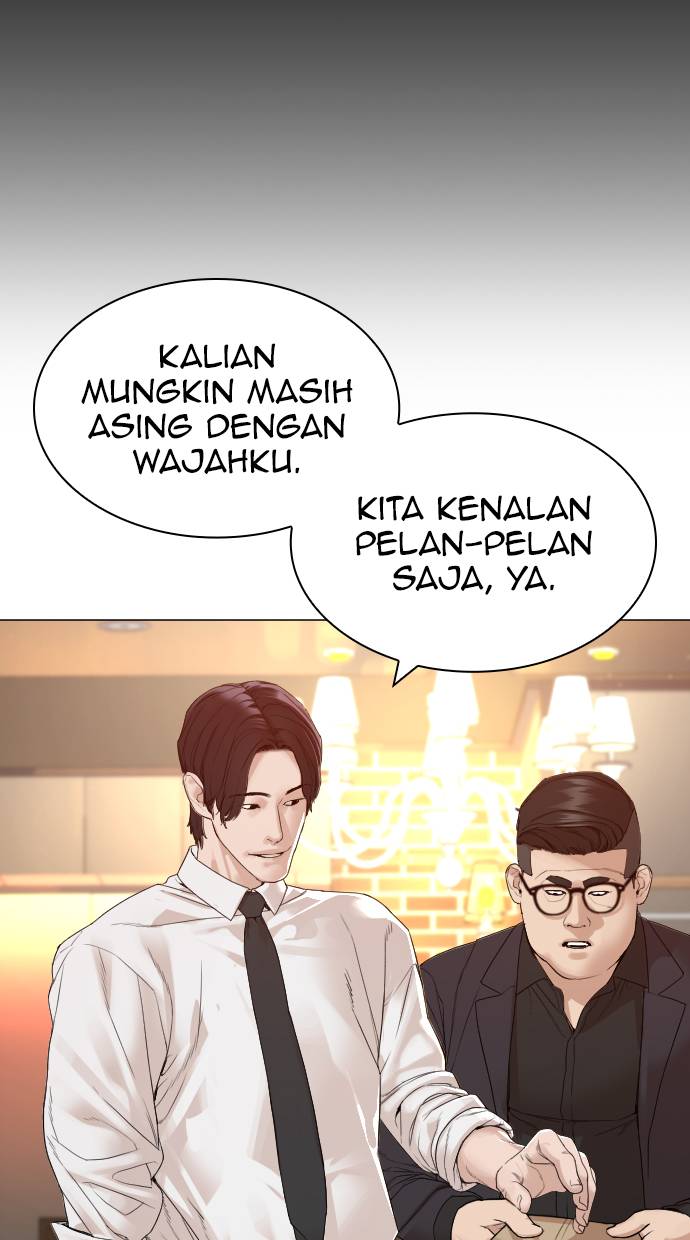 KALIAN
MUNGKIN MASIH
ASING DENGAN
WAJAHKU.
KITA KENALAN
PELAN-PELAN
SAJA, YA.